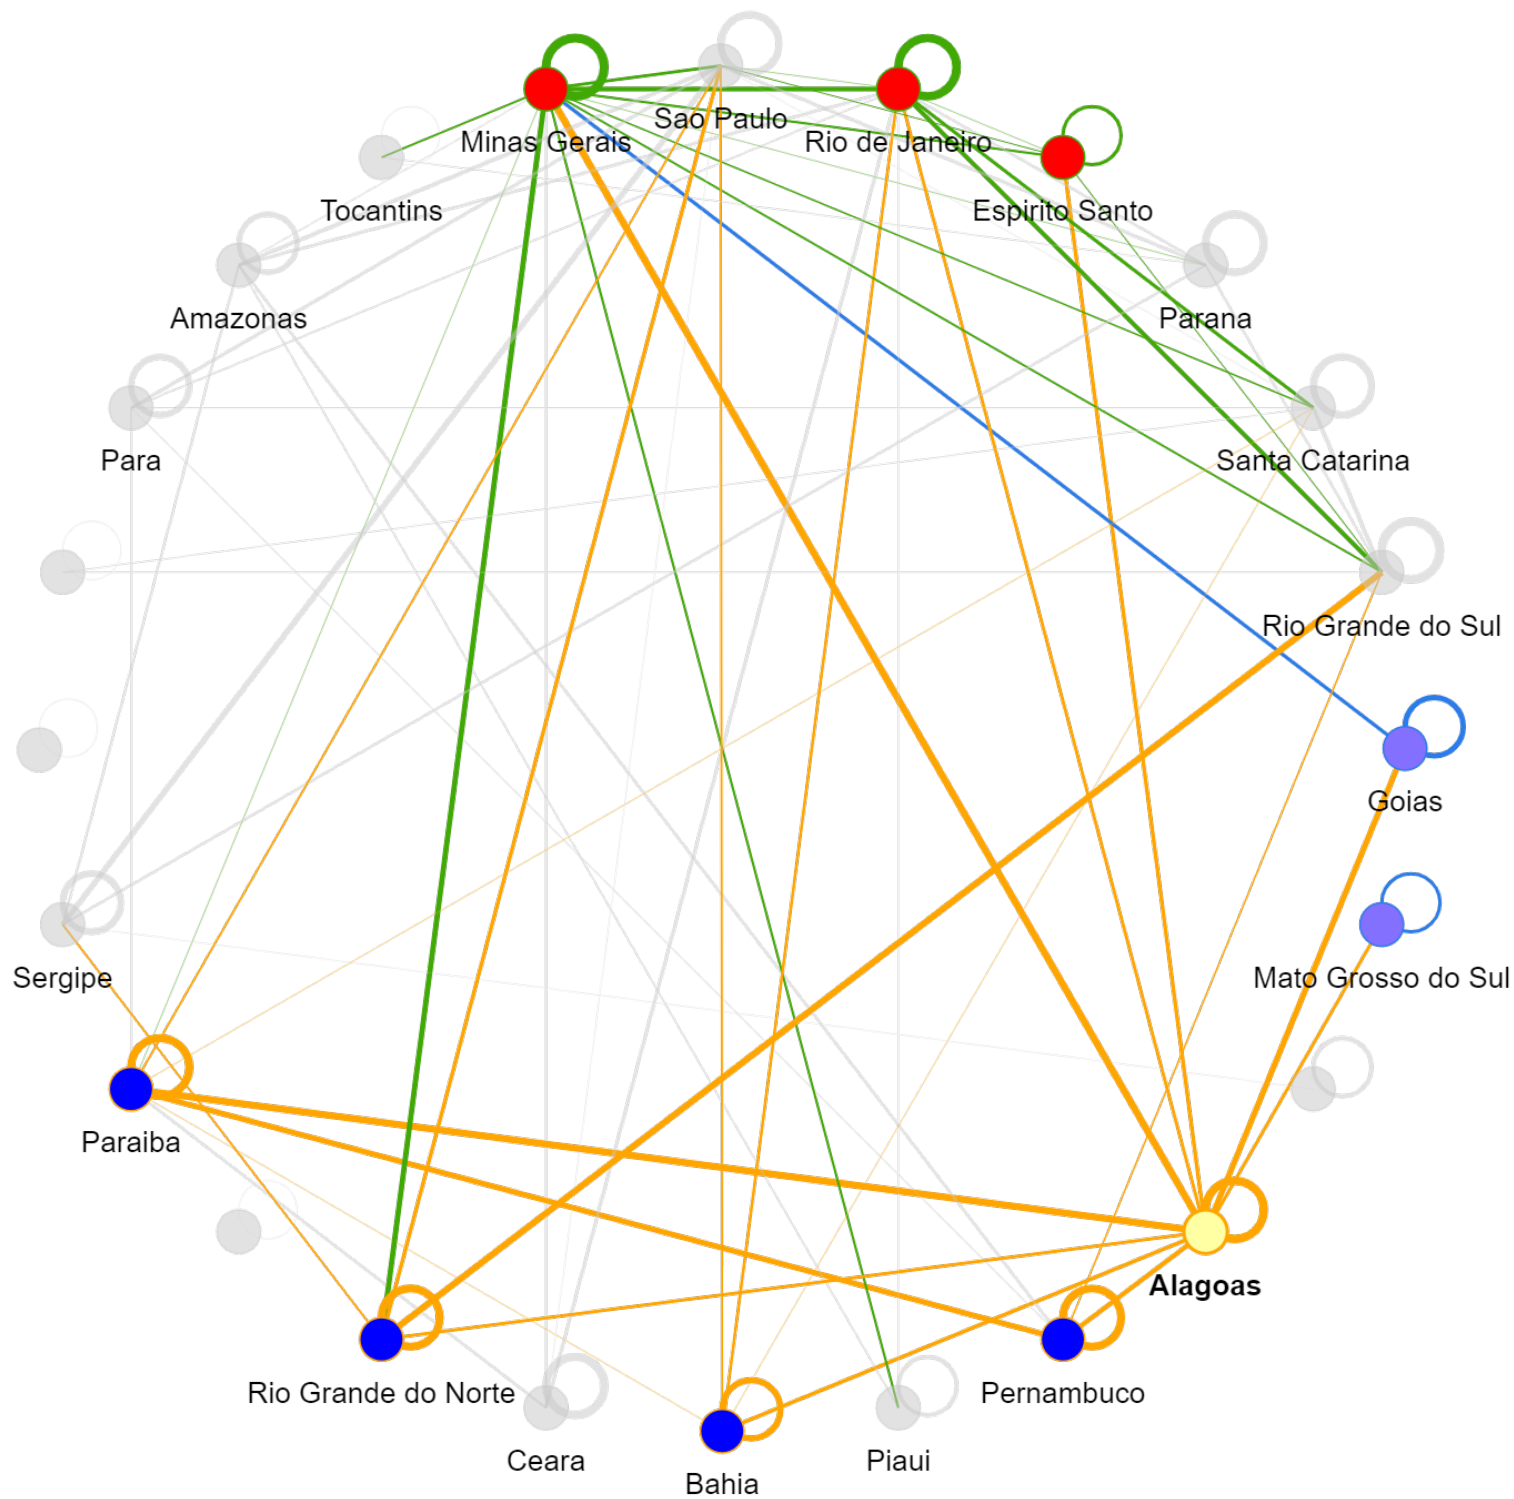 Sao Paulo
Minas Gerais
Rio de Janeiro
Tocantins
Espirito Santo
Amazonas
Parana
Para
Santa Catarina
Rio Grande do Sul
Goias
Sergipe
Mato Grosso do Sul
Paraiba
Alagoas
Rio Grande do Norte
Pernambuco
Ceara
Piaui
Bahia